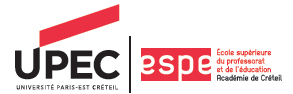 UPEC
UNIVERSITÉ PARIS-EST CRÉTEIL
espe
École supérieure
du professorat
et de l'éducation
Académie de Créteil